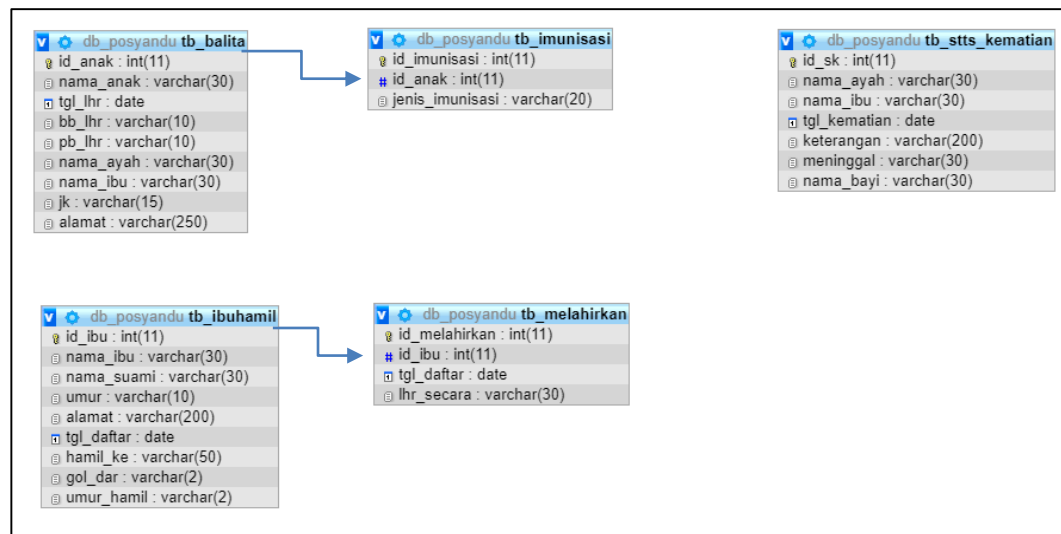 db_posyandu tb_balita
id_anak : int(11)
nama_anak : varchar(30)
tgl_lhr : date
bb_lhr : varchar(10)
pb_lhr : varchar(10)
nama_ayah : varchar(30)
nama_ibu : varchar(30)
jk : varchar(15)
alamat : varchar(250)
db_posyandu tb_imunisasi
id_imunisasi : int(11)
# id_anak : int(11)
jenis_imunisasi : varchar(20)
db_posyandu tb_stts_kematian
id_sk : int(11)
nama_ayah : varchar(30)
nama_ibu : varchar(30)
tgl_kematian : date
keterangan : varchar(200)
meninggal : varchar(30)
nama_bayi : varchar(30)
db_posyandu tb_ibuhamil
id_ibu : int(11)
nama_ibu : varchar(30)
nama_suami : varchar(30)
umur : varchar(10)
alamat : varchar(200)
tgl_daftar : date
hamil_ke : varchar(50)
gol_dar : varchar(2)
umur_hamil : varchar(2)
db_posyandu tb_melahirkan
id_melahirkan : int(11)
# id_ibu : int(11)
tgl_daftar : date
lhr_secara : varchar(30)